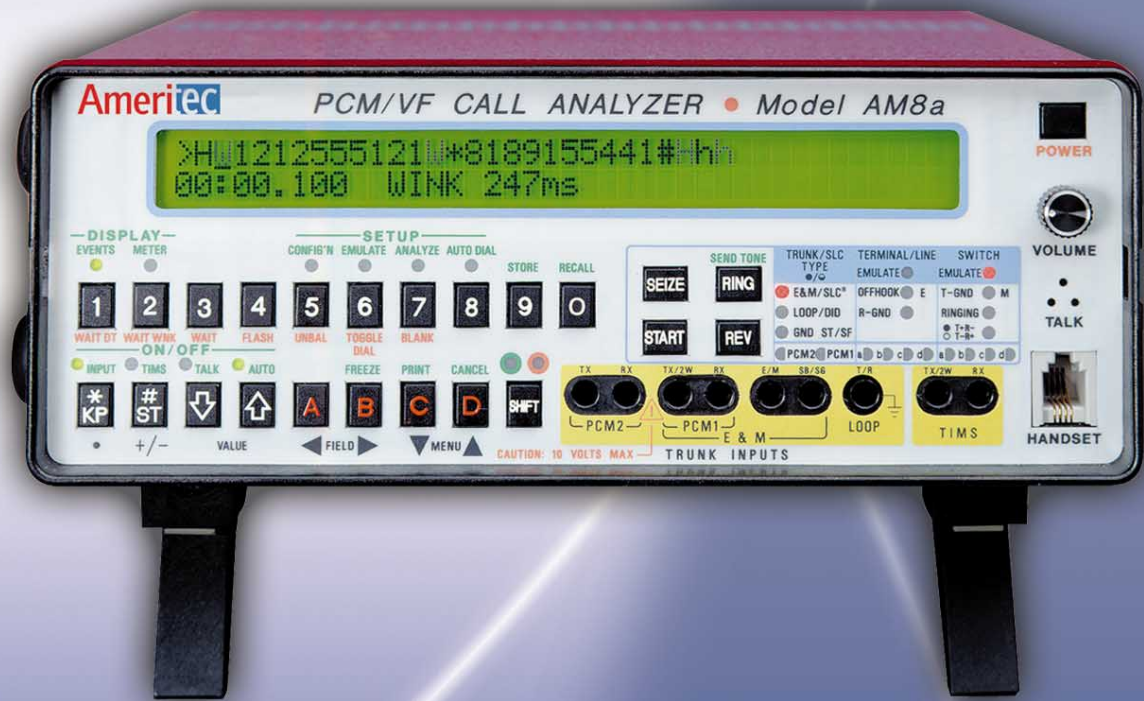 Ameritec PCM/VF CALL ANALYZER • Model AM8a
>HW1212555121W*8189155441#Hhh
00:00.100 WINK 247ms
POWER
VOLUME
TALK
HANDSET
DISPLAY SETUP
EVENTS METER CONFIG'N EMULATE ANALYZE AUTO DIAL STORE RECALL
1 2 3 4 5 6 7 8 9 0
WAIT DT WAIT WNK WAIT FLASH UNBAL TOGGLE DIAL BLANK
ON/OFF
INPUT TIMS TALK AUTO FREEZE PRINT CANCEL
* KP # ST A B C D SHIFT
• +/- VALUE ◀ FIELD ▶ ▼ MENU ▲
SEND TONE
SEIZE RING
START REV
TRUNK/SLC TYPE TERMINAL/LINE SWITCH
EMULATE EMULATE
E&M/SLC® OFFHOOK E T-GND M
LOOP/DID R-GND RINGING
GND ST/SF T+R-
T-R+
PCM2 PCM1 a b c d a b c d
TX RX TX/2W RX E/M SB/SG T/R TX/2W RX
PCM2 PCM1 LOOP TIMS
E & M
CAUTION: 10 VOLTS MAX TRUNK INPUTS